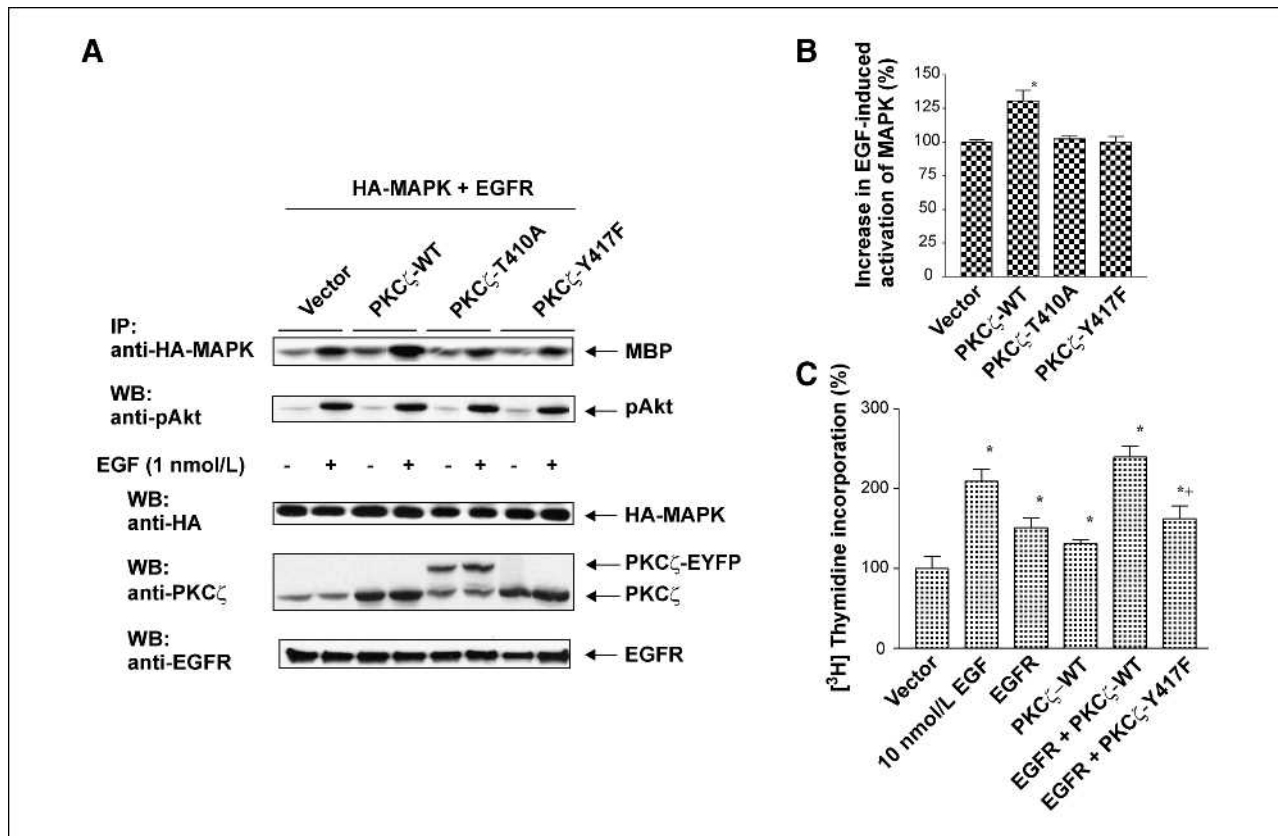 A
HA-MAPK + EGFR
Vector
PKCζ-WT
PKCζ-T410A
PKCζ-Y417F
IP:
anti-HA-MAPK
MBP
WB:
anti-pAkt
pAkt
EGF (1 nmol/L) - + - + - + - +
WB:
anti-HA
HA-MAPK
WB:
anti-PKCζ
PKCζ-EYFP
PKCζ
WB:
anti-EGFR
EGFR
B
Increase in EGF-induced
activation of MAPK (%)
150
125
100
75
50
25
0
*
Vector
PKCζ-WT
PKCζ-T410A
PKCζ-Y417F
C
[³H] Thymidine incorporation (%)
300
200
100
0
*
*
*
*
*+
Vector
10 nmol/L EGF
EGFR
PKCζ-WT
EGFR + PKCζ-WT
EGFR + PKCζ-Y417F